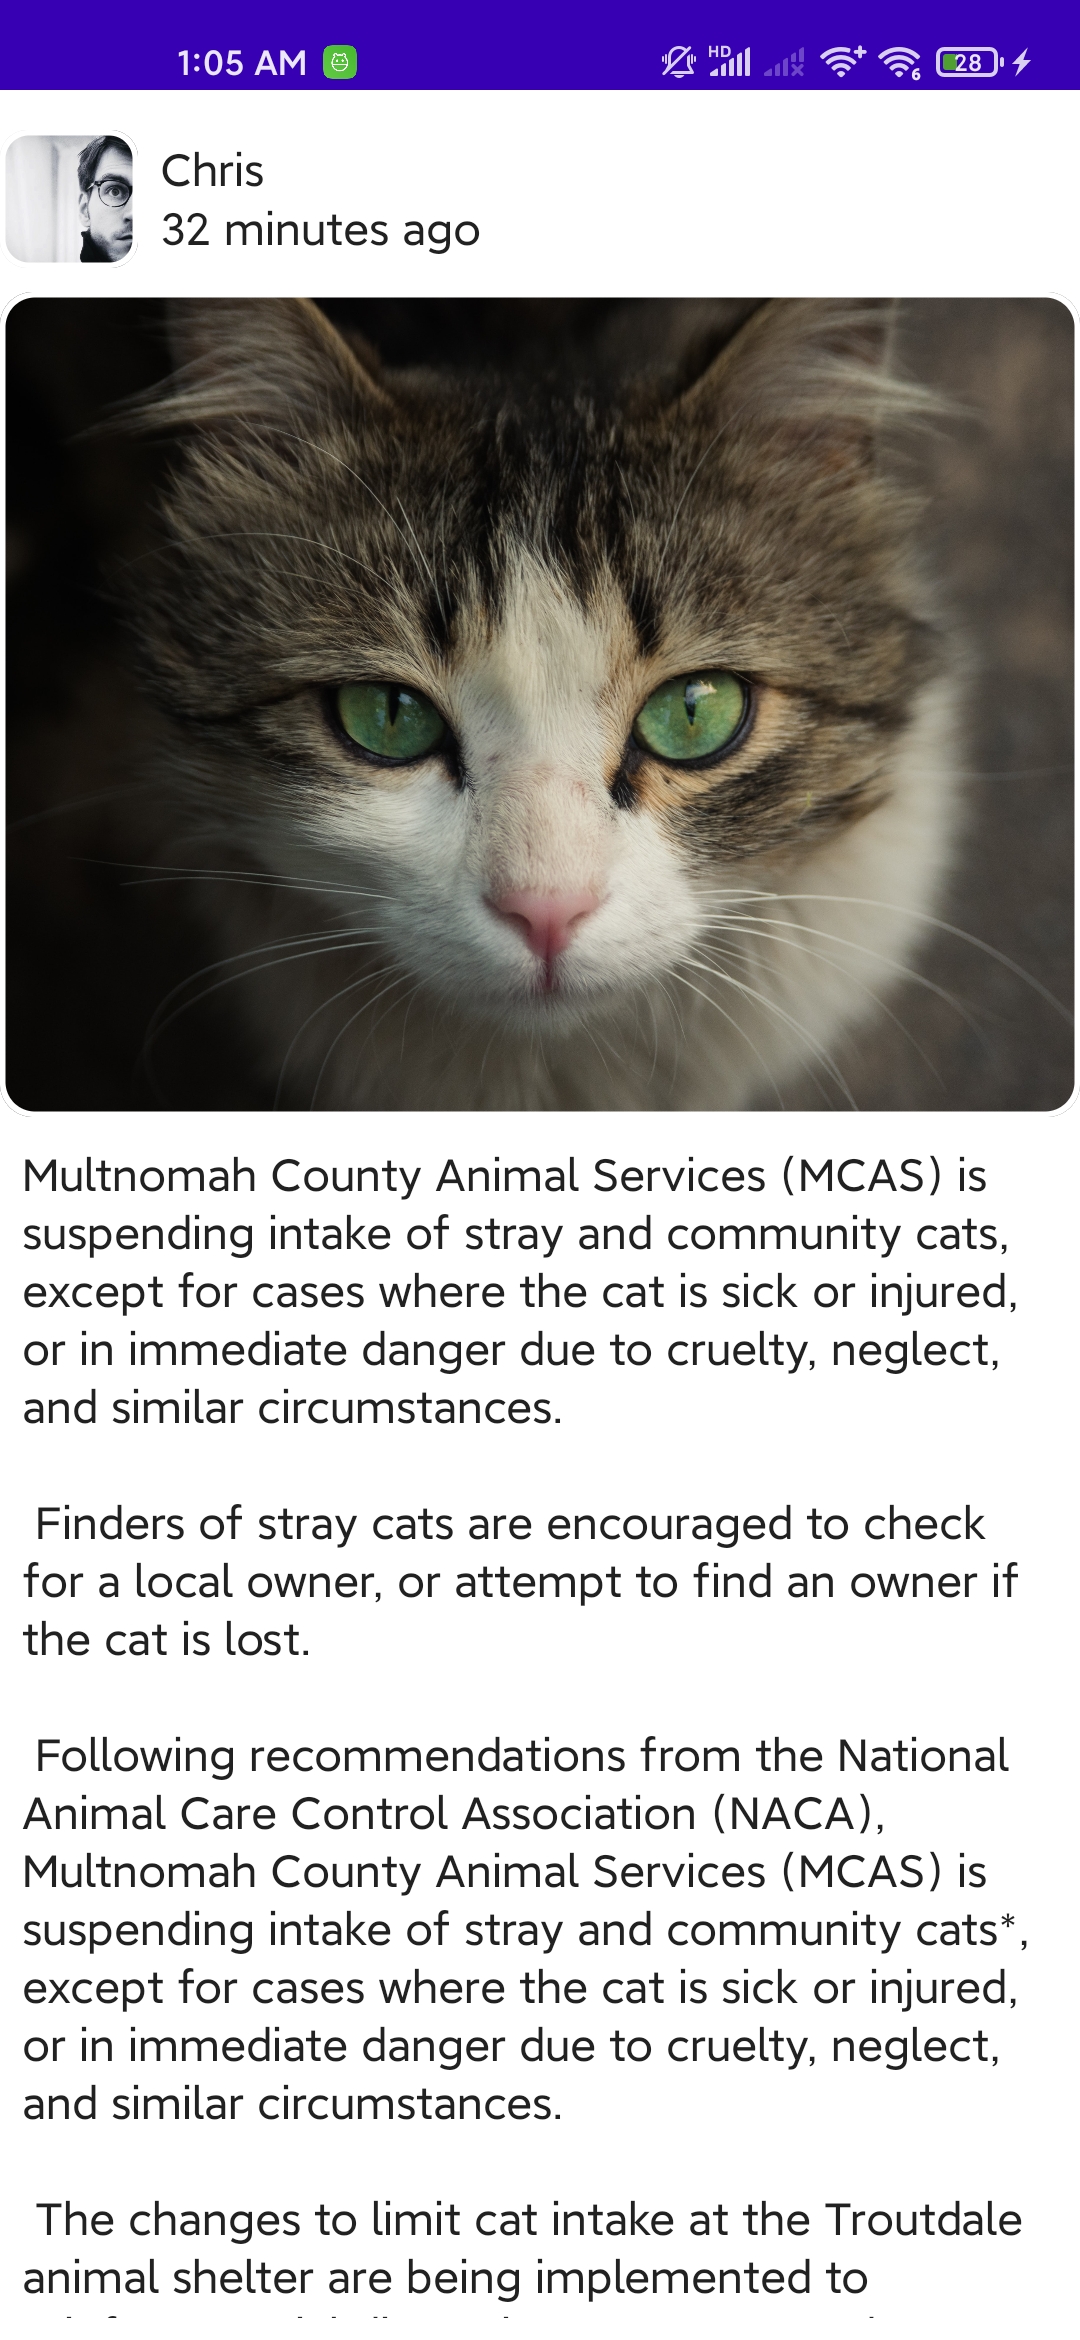 1:05 AM
HD
6
28
Chris
32 minutes ago
Multnomah County Animal Services (MCAS) is
suspending intake of stray and community cats,
except for cases where the cat is sick or injured,
or in immediate danger due to cruelty, neglect,
and similar circumstances.
Finders of stray cats are encouraged to check
for a local owner, or attempt to find an owner if
the cat is lost.
Following recommendations from the National
Animal Care Control Association (NACA),
Multnomah County Animal Services (MCAS) is
suspending intake of stray and community cats*,
except for cases where the cat is sick or injured,
or in immediate danger due to cruelty, neglect,
and similar circumstances.
The changes to limit cat intake at the Troutdale
animal shelter are being implemented to